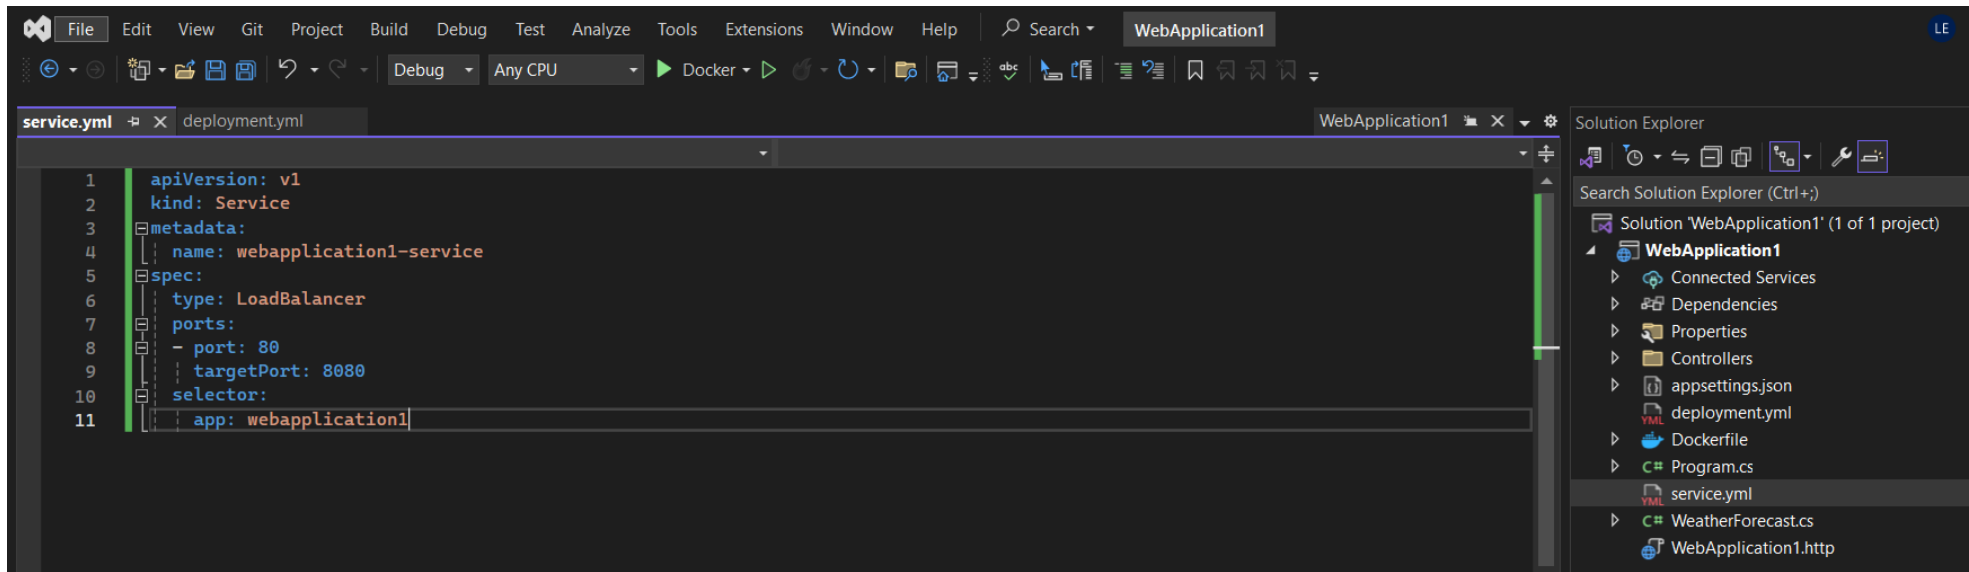 File Edit View Git Project Build Debug Test Analyze Tools Extensions Window Help Search WebApplication1 LE
Debug Any CPU Docker abc
service.yml deployment.yml WebApplication1
1 apiVersion: v1
2 kind: Service
3 metadata:
4 name: webapplication1-service
5 spec:
6 type: LoadBalancer
7 ports:
8 - port: 80
9 targetPort: 8080
10 selector:
11 app: webapplication1
Solution Explorer
Search Solution Explorer (Ctrl+;)
Solution 'WebApplication1' (1 of 1 project)
WebApplication1
Connected Services
Dependencies
Properties
Controllers
appsettings.json
YML deployment.yml
Dockerfile
C# Program.cs
YML service.yml
C# WeatherForecast.cs
WebApplication1.http